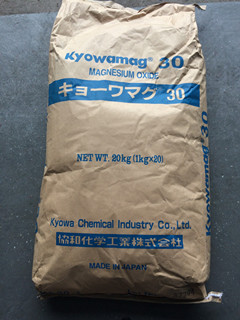 Kyowamag® 30
MAGNESIUM OXIDE
キョーワマグ 30
NET WT. 20kg (1kg×20)
Kyowa Chemical Industry Co., Ltd.
協和化学工業株式会社
MADE IN JAPAN